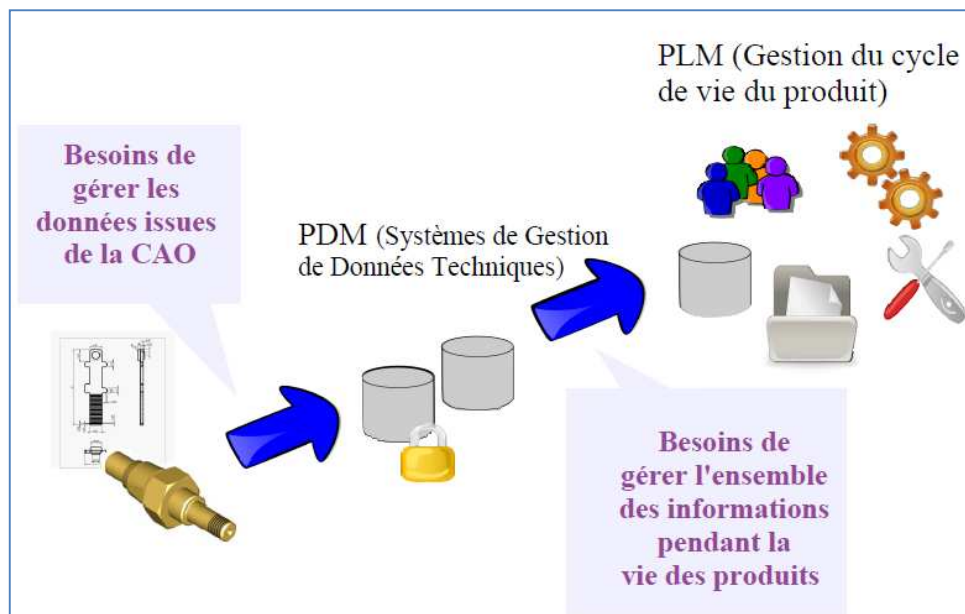 PLM (Gestion du cycle
de vie du produit)
Besoins de
gérer les
données issues
de la CAO
PDM (Systèmes de Gestion
de Données Techniques)
Besoins de
gérer l'ensemble
des informations
pendant la
vie des produits